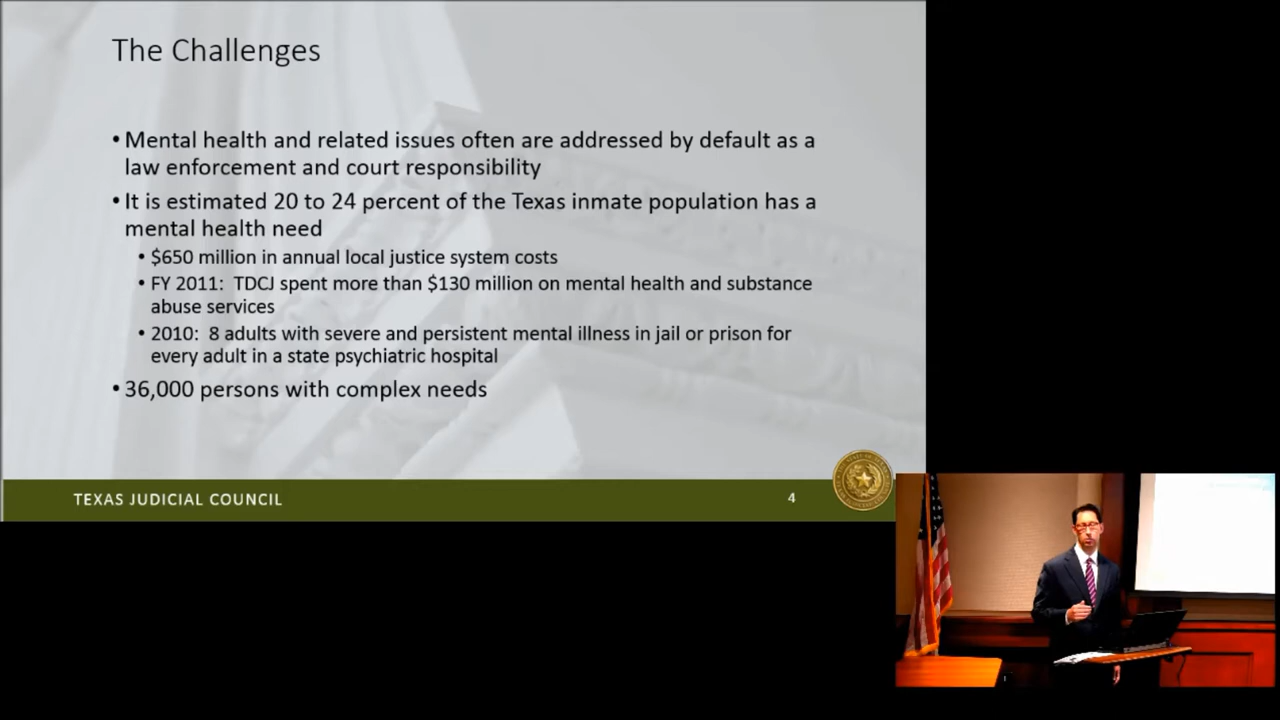 The Challenges
• Mental health and related issues often are addressed by default as a
law enforcement and court responsibility
• It is estimated 20 to 24 percent of the Texas inmate population has a
mental health need
• $650 million in annual local justice system costs
• FY 2011:  TDCJ spent more than $130 million on mental health and substance
abuse services
• 2010:  8 adults with severe and persistent mental illness in jail or prison for
every adult in a state psychiatric hospital
• 36,000 persons with complex needs
TEXAS JUDICIAL COUNCIL
4